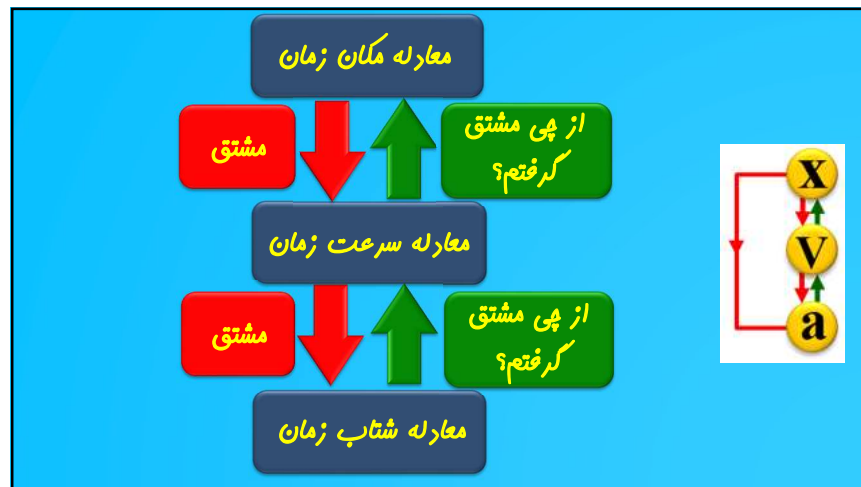 معادله مکان زمان
مشتق
از چی مشتق
گرفتم؟
معادله سرعت زمان
مشتق
از چی مشتق
گرفتم؟
معادله شتاب زمان
x
v
a